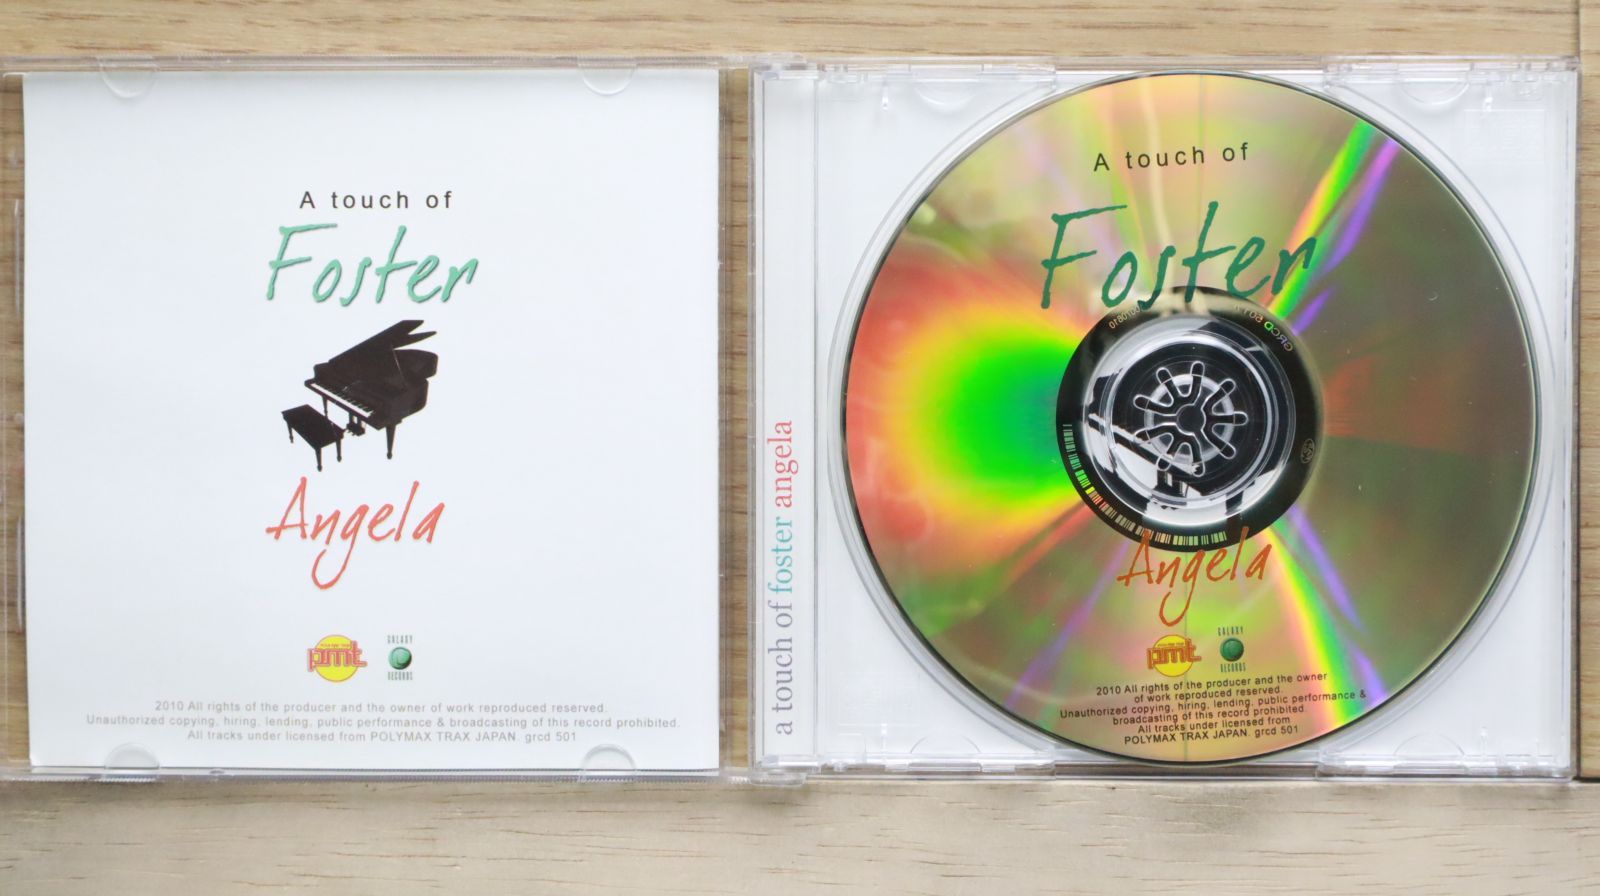 A touch of
Foster
Angela
pmt
GALAXY
RECORDS
2010 All rights of the producer and the owner of work reproduced reserved.
Unauthorized copying, hiring, lending, public performance & broadcasting of this record prohibited.
All tracks under licensed from POLYMAX TRAX JAPAN. grcd 501
a touch of foster angela
A touch of
Foster
GRCD 501
Angela
pmt
GALAXY
RECORDS
2010 All rights of the producer and the owner
of work reproduced reserved.
Unauthorized copying, hiring, lending, public performance &
broadcasting of this record prohibited.
All tracks under licensed from
POLYMAX TRAX JAPAN. grcd 501